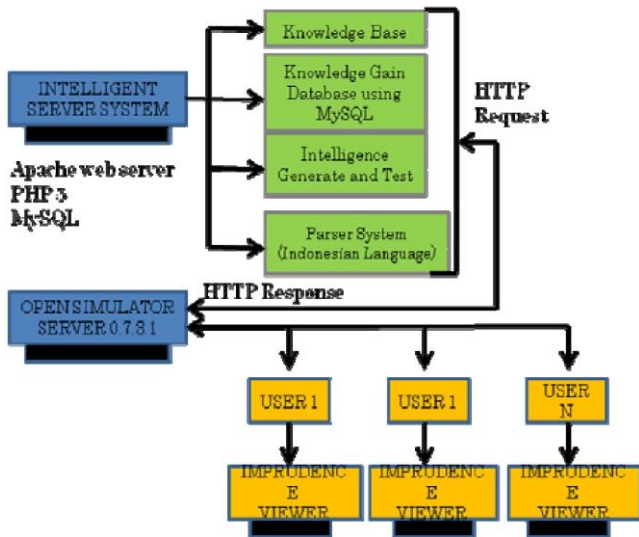 Knowledge Base
INTELLIGENT
SERVER SYSTEM
Knowledge Gain
Database using
MySQL
HTTP
Request
Intelligence
Generate and Test
Apache web server
PHP 5
MySQL
Parser System
(Indonesian Language)
HTTP Response
OPEN SIMULATOR
SERVER 0.7.3.1
USER 1
USER 1
USER
N
IMPRUDENC
E
VIEWER
IMPRUDENC
E
VIEWER
IMPRUDENC
E
VIEWER